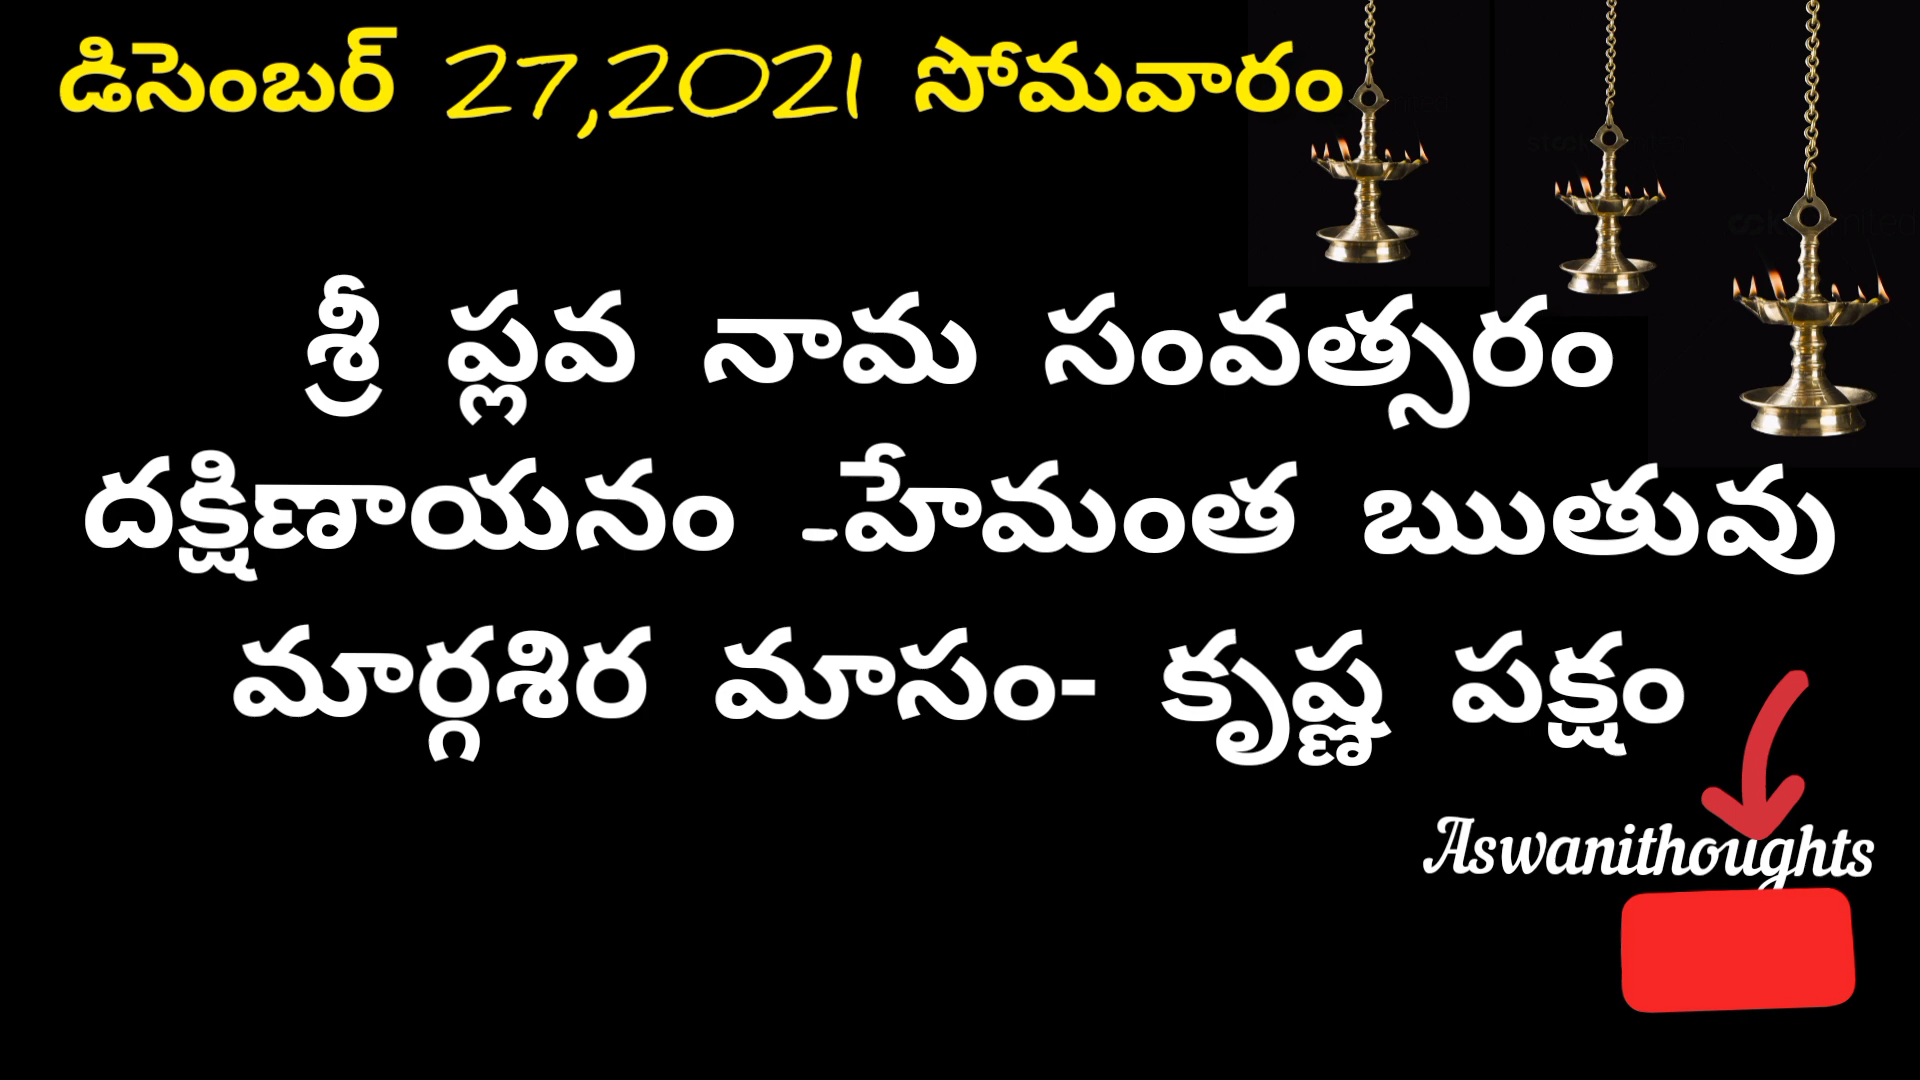 డిసెంబర్ 27,2021 సోమవారం
శ్రీ ప్లవ నామ సంవత్సరం
దక్షిణాయనం -హేమంత ఋతువు
మార్గశిర మాసం- కృష్ణ పక్షం
Aswanithoughts